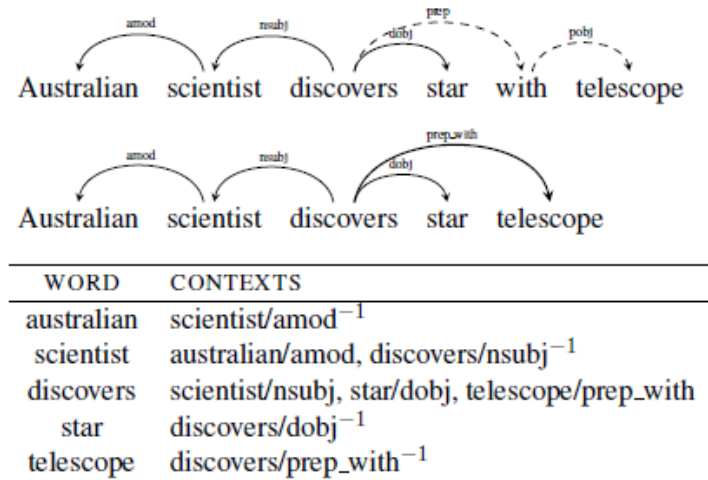 amod nsubj dobj prep pobj
Australian scientist discovers star with telescope
amod nsubj dobj prep_with
Australian scientist discovers star telescope
WORD CONTEXTS
australian scientist/amod⁻¹
scientist australian/amod, discovers/nsubj⁻¹
discovers scientist/nsubj, star/dobj, telescope/prep_with
star discovers/dobj⁻¹
telescope discovers/prep_with⁻¹